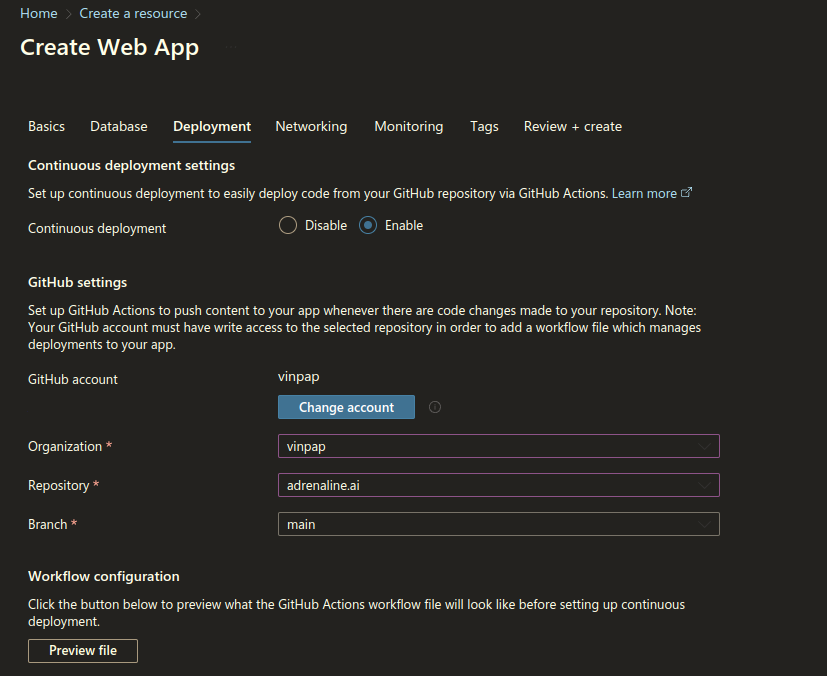 Home > Create a resource >
Create Web App
Basics Database Deployment Networking Monitoring Tags Review + create
Continuous deployment settings
Set up continuous deployment to easily deploy code from your GitHub repository via GitHub Actions. Learn more
Continuous deployment Disable Enable
GitHub settings
Set up GitHub Actions to push content to your app whenever there are code changes made to your repository. Note:
Your GitHub account must have write access to the selected repository in order to add a workflow file which manages
deployments to your app.
GitHub account vinpap
Change account
Organization * vinpap
Repository * adrenaline.ai
Branch * main
Workflow configuration
Click the button below to preview what the GitHub Actions workflow file will look like before setting up continuous
deployment.
Preview file